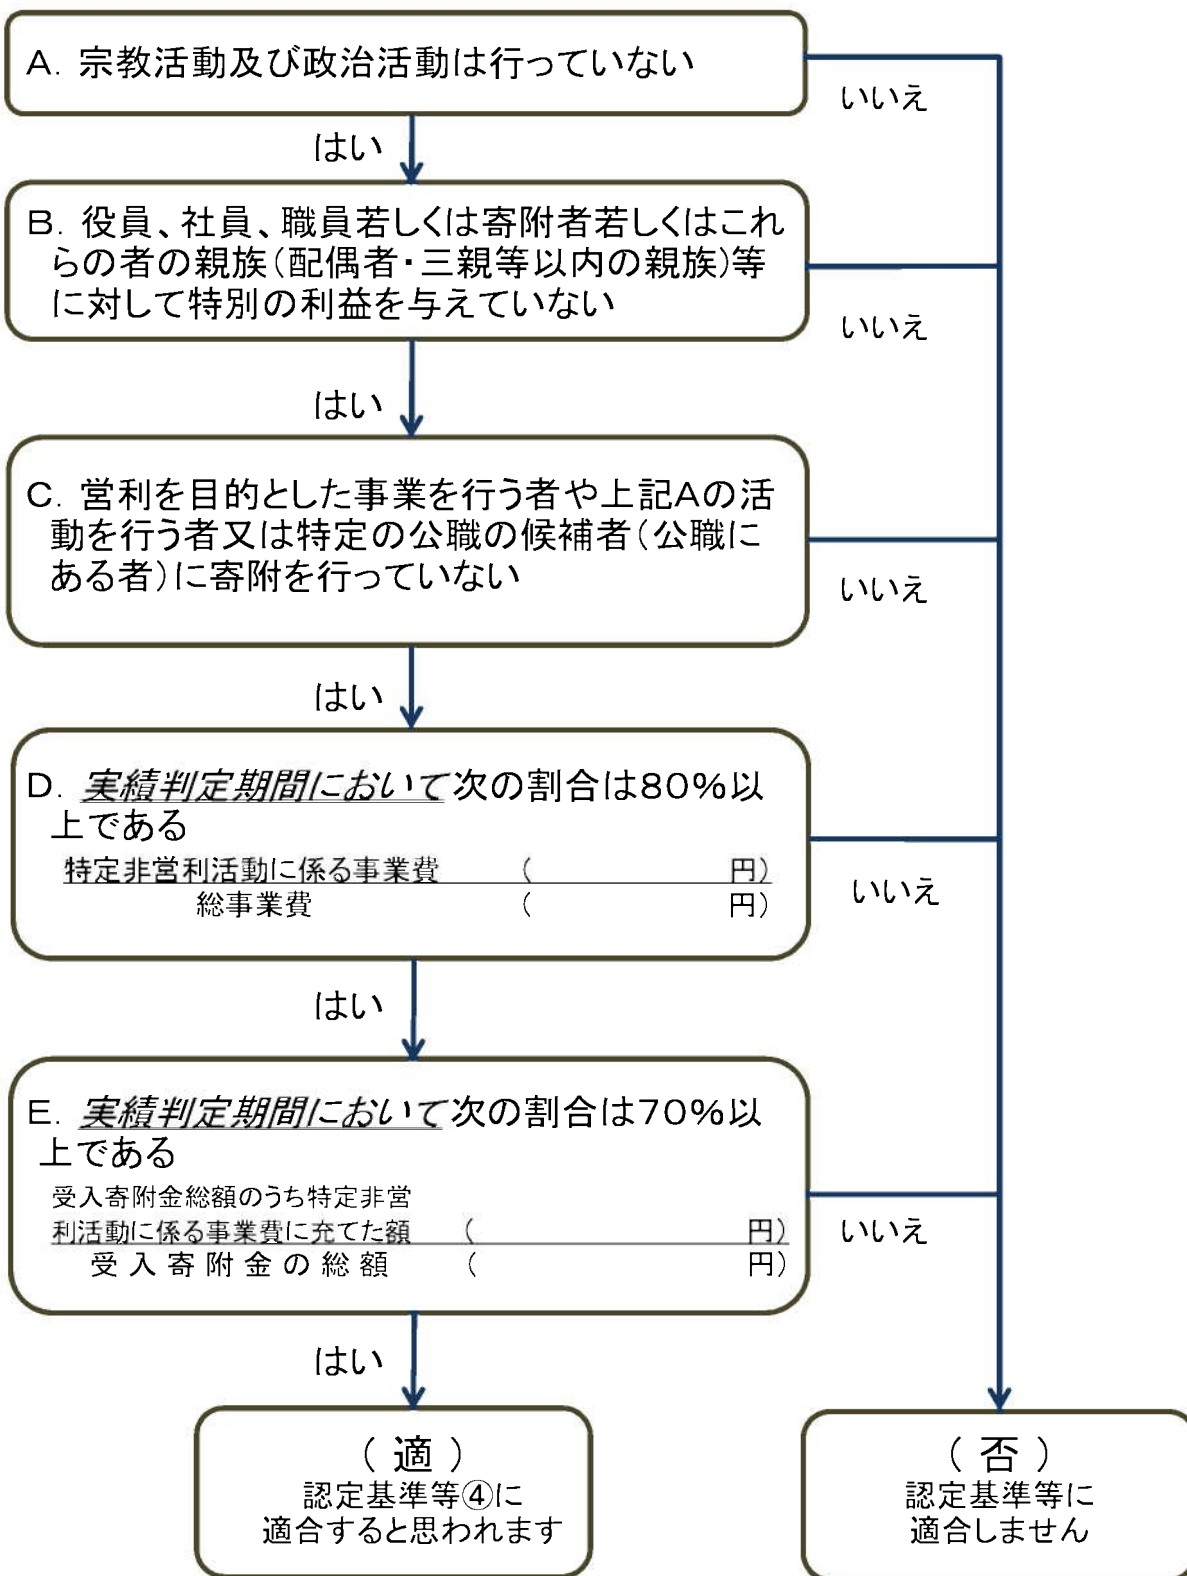 A. 宗教活動及び政治活動は行っていない
いいえ
はい
B. 役員、社員、職員若しくは寄附者若しくはこれ
らの者の親族(配偶者・三親等以内の親族)等
に対して特別の利益を与えていない
いいえ
はい
C. 営利を目的とした事業を行う者や上記Aの活
動を行う者又は特定の公職の候補者(公職に
ある者)に寄附を行っていない
いいえ
はい
D. 実績判定期間において次の割合は80%以
上である
特定非営利活動に係る事業費 ( 円)
総事業費 ( 円)
いいえ
はい
E. 実績判定期間において次の割合は70%以
上である
受入寄附金総額のうち特定非営
利活動に係る事業費に充てた額 ( 円)
受入寄附金の総額 ( 円)
いいえ
はい
(適)
認定基準等④に
適合すると思われます
(否)
認定基準等に
適合しません